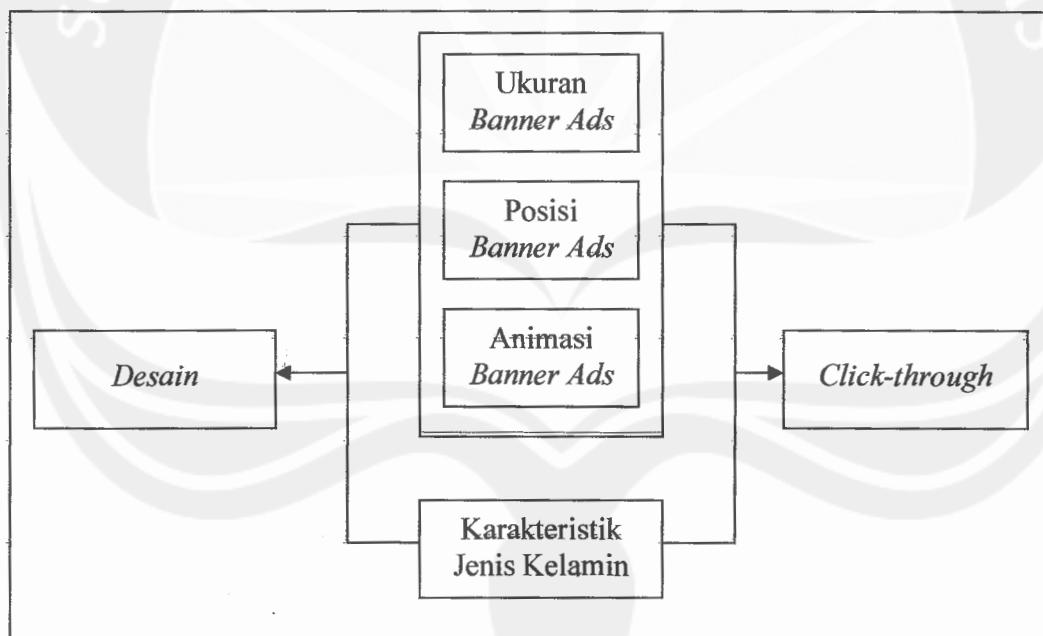 Ukuran
Banner Ads
Posisi
Banner Ads
Animasi
Banner Ads
Desain
Click-through
Karakteristik
Jenis Kelamin